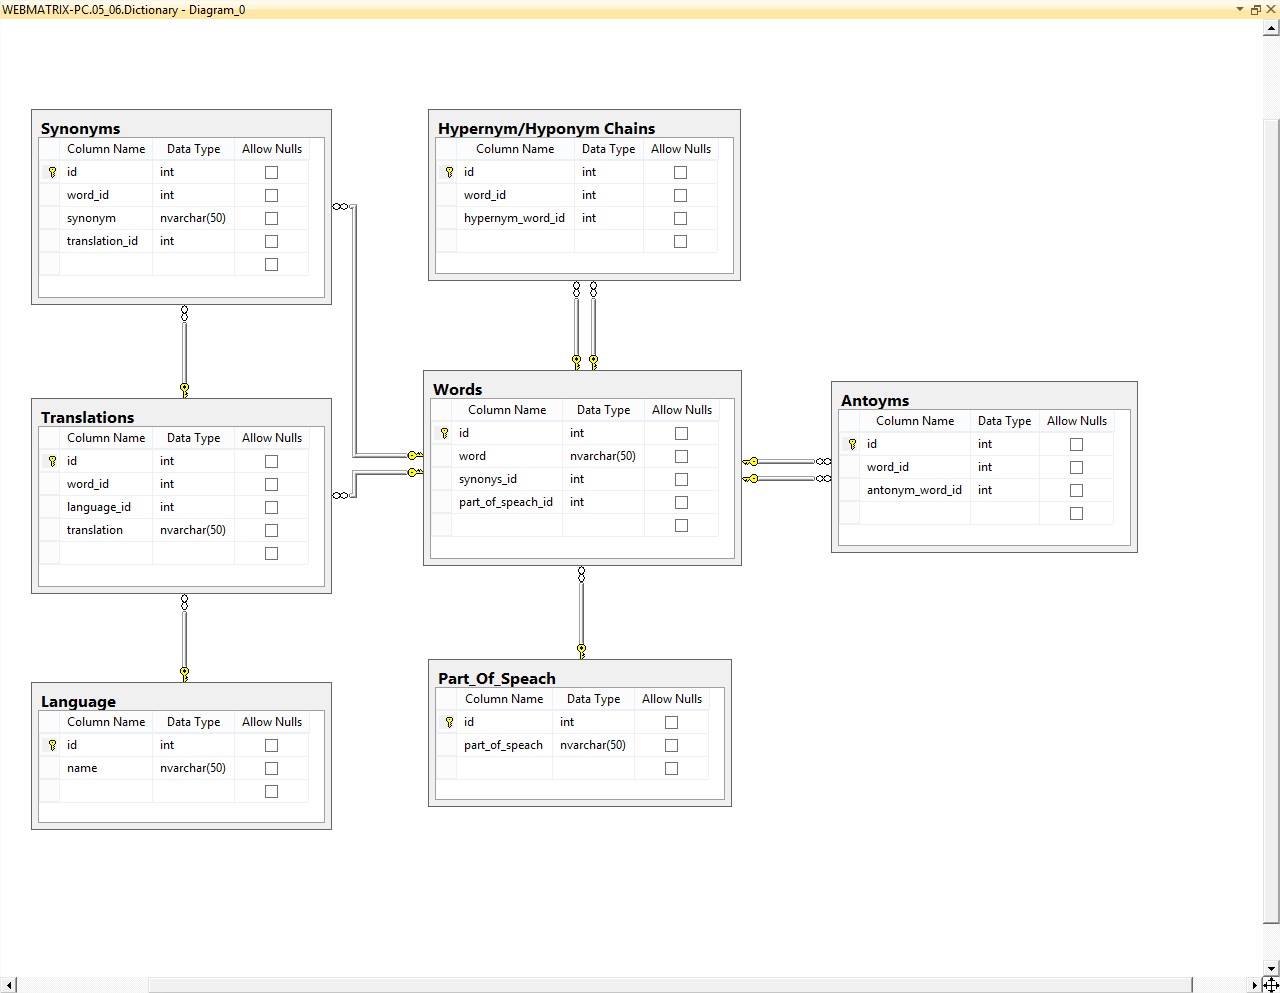 WEBMATRIX-PC.05_06.Dictionary - Diagram_0
Synonyms
Column Name Data Type Allow Nulls
id int
word_id int
synonym nvarchar(50)
translation_id int
Hypernym/Hyponym Chains
Column Name Data Type Allow Nulls
id int
word_id int
hypernym_word_id int
Translations
Column Name Data Type Allow Nulls
id int
word_id int
language_id int
translation nvarchar(50)
Words
Column Name Data Type Allow Nulls
id int
word nvarchar(50)
synonys_id int
part_of_speach_id int
Antoyms
Column Name Data Type Allow Nulls
id int
word_id int
antonym_word_id int
Language
Column Name Data Type Allow Nulls
id int
name nvarchar(50)
Part_Of_Speach
Column Name Data Type Allow Nulls
id int
part_of_speach nvarchar(50)